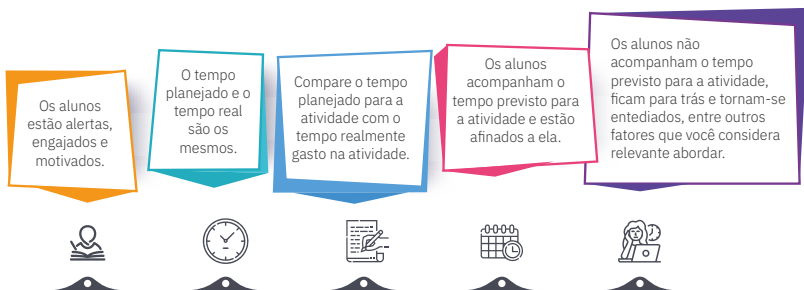 Os alunos
estão alertas,
engajados e
motivados.
O tempo
planejado e o
tempo real
são os
mesmos.
Compare o tempo
planejado para a
atividade com o
tempo realmente
gasto na atividade.
Os alunos
acompanham o
tempo previsto para
a atividade e estão
afinados a ela.
Os alunos não
acompanham o tempo
previsto para a atividade,
ficam para trás e tornam-se
entediados, entre outros
fatores que você considera
relevante abordar.